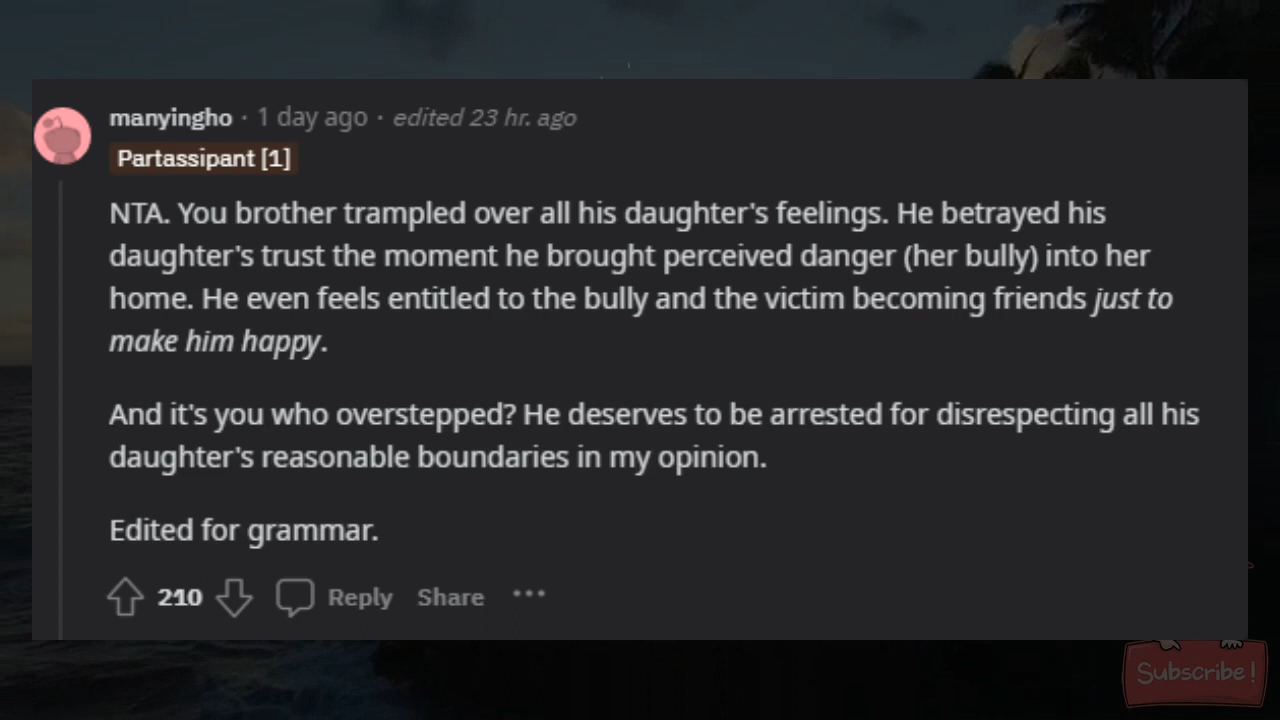 manyingho · 1 day ago · edited 23 hr. ago
Partassipant [1]
NTA. You brother trampled over all his daughter's feelings. He betrayed his
daughter's trust the moment he brought perceived danger (her bully) into her
home. He even feels entitled to the bully and the victim becoming friends just to
make him happy.
And it's you who overstepped? He deserves to be arrested for disrespecting all his
daughter's reasonable boundaries in my opinion.
Edited for grammar.
210 Reply Share ...
Subscribe!